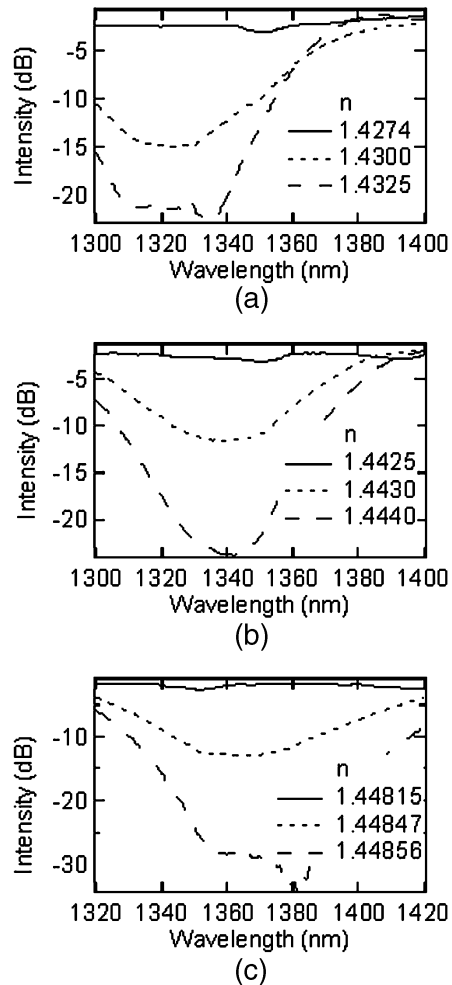 Intensity (dB)
-5
-10
-15
-20
n
1.4274
1.4300
1.4325
1300 1320 1340 1360 1380 1400
Wavelength (nm)
(a)
Intensity (dB)
-5
-10
-15
-20
n
1.4425
1.4430
1.4440
1300 1320 1340 1360 1380 1400
Wavelength (nm)
(b)
Intensity (dB)
-10
-20
-30
n
1.44815
1.44847
1.44856
1320 1340 1360 1380 1400 1420
Wavelength (nm)
(c)